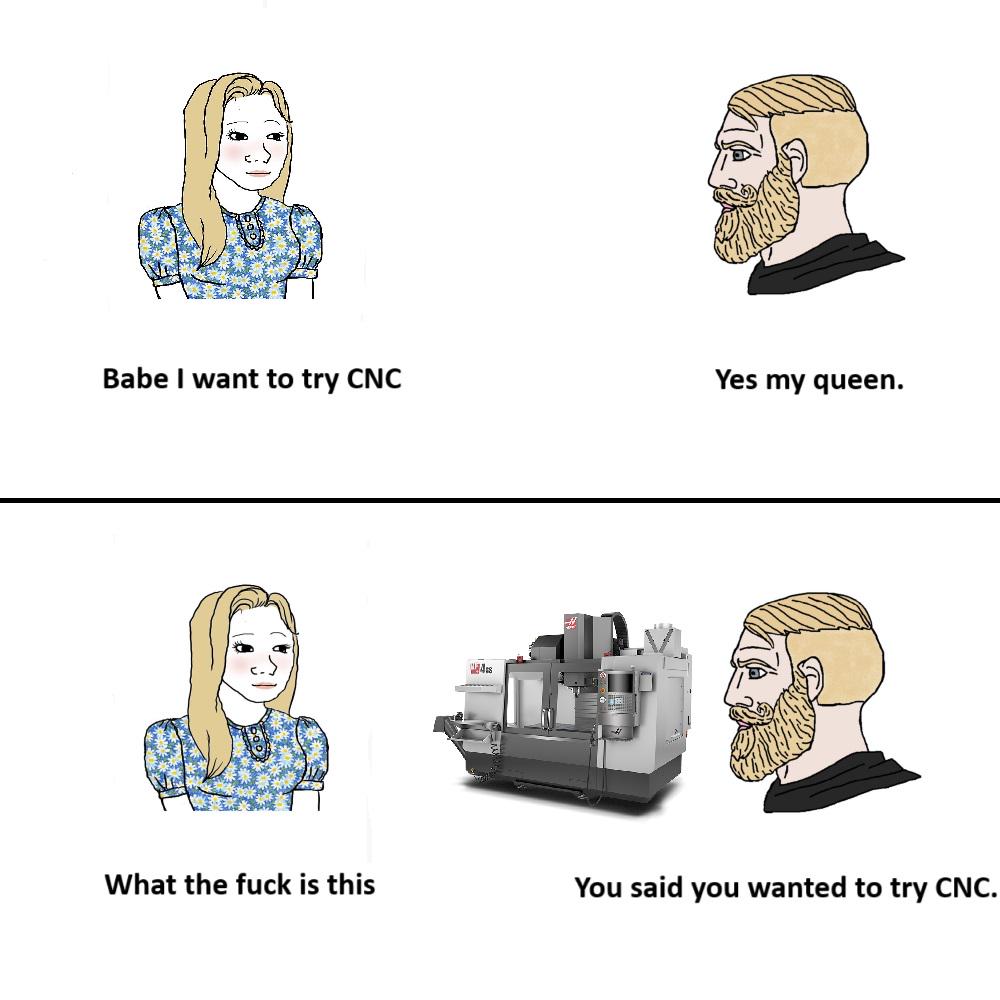 Babe I want to try CNC
Yes my queen.
What the fuck is this
You said you wanted to try CNC.